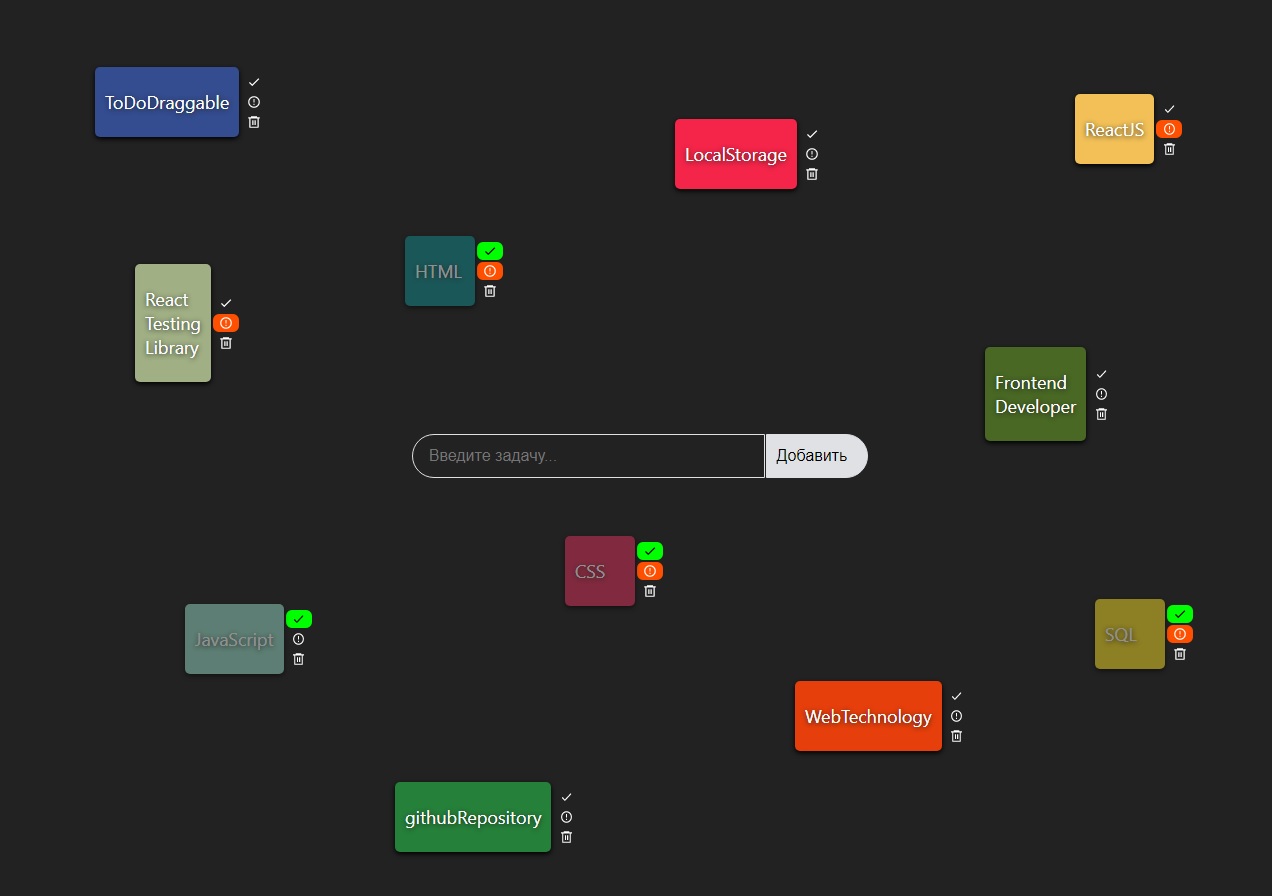 ToDoDraggable
ReactJS
LocalStorage
HTML
React
Testing
Library
Frontend
Developer
Введите задачу...
Добавить
CSS
JavaScript
SQL
WebTechnology
githubRepository